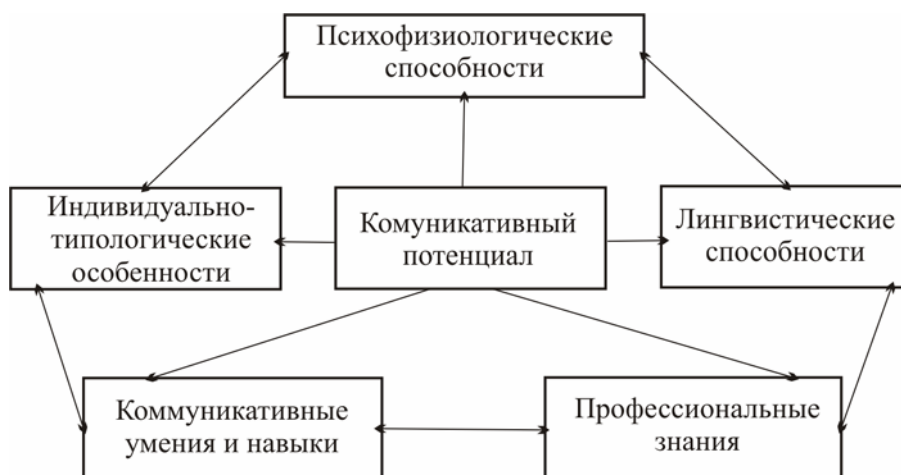 Психофизиологические
способности
Индивидуально-
типологические
особенности
Комуникативный
потенциал
Лингвистические
способности
Коммуникативные
умения и навыки
Профессиональные
знания